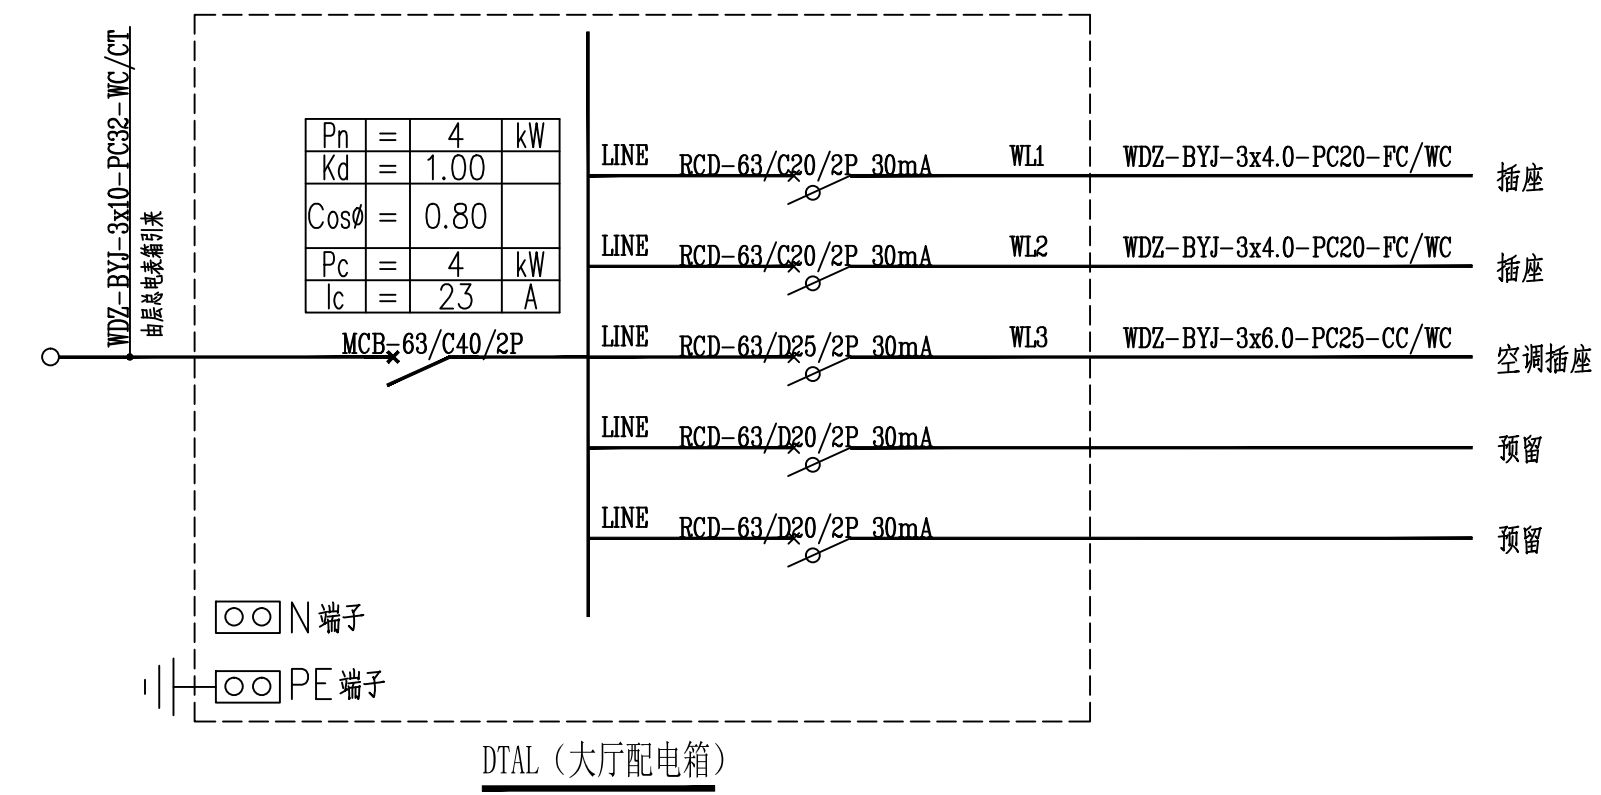 WDZ-BYJ-3x10-PC32-WC/CT
由层总电表箱引来
Pn = 4 kW
Kd = 1.00
Cosø = 0.80
Pc = 4 kW
Ic = 23 A
MCB-63/C40/2P
LINE RCD-63/C20/2P 30mA WL1 WDZ-BYJ-3x4.0-PC20-FC/WC 插座
LINE RCD-63/C20/2P 30mA WL2 WDZ-BYJ-3x4.0-PC20-FC/WC 插座
LINE RCD-63/D25/2P 30mA WL3 WDZ-BYJ-3x6.0-PC25-CC/WC 空调插座
LINE RCD-63/D20/2P 30mA 预留
LINE RCD-63/D20/2P 30mA 预留
N端子
PE端子
DTAL（大厅配电箱）